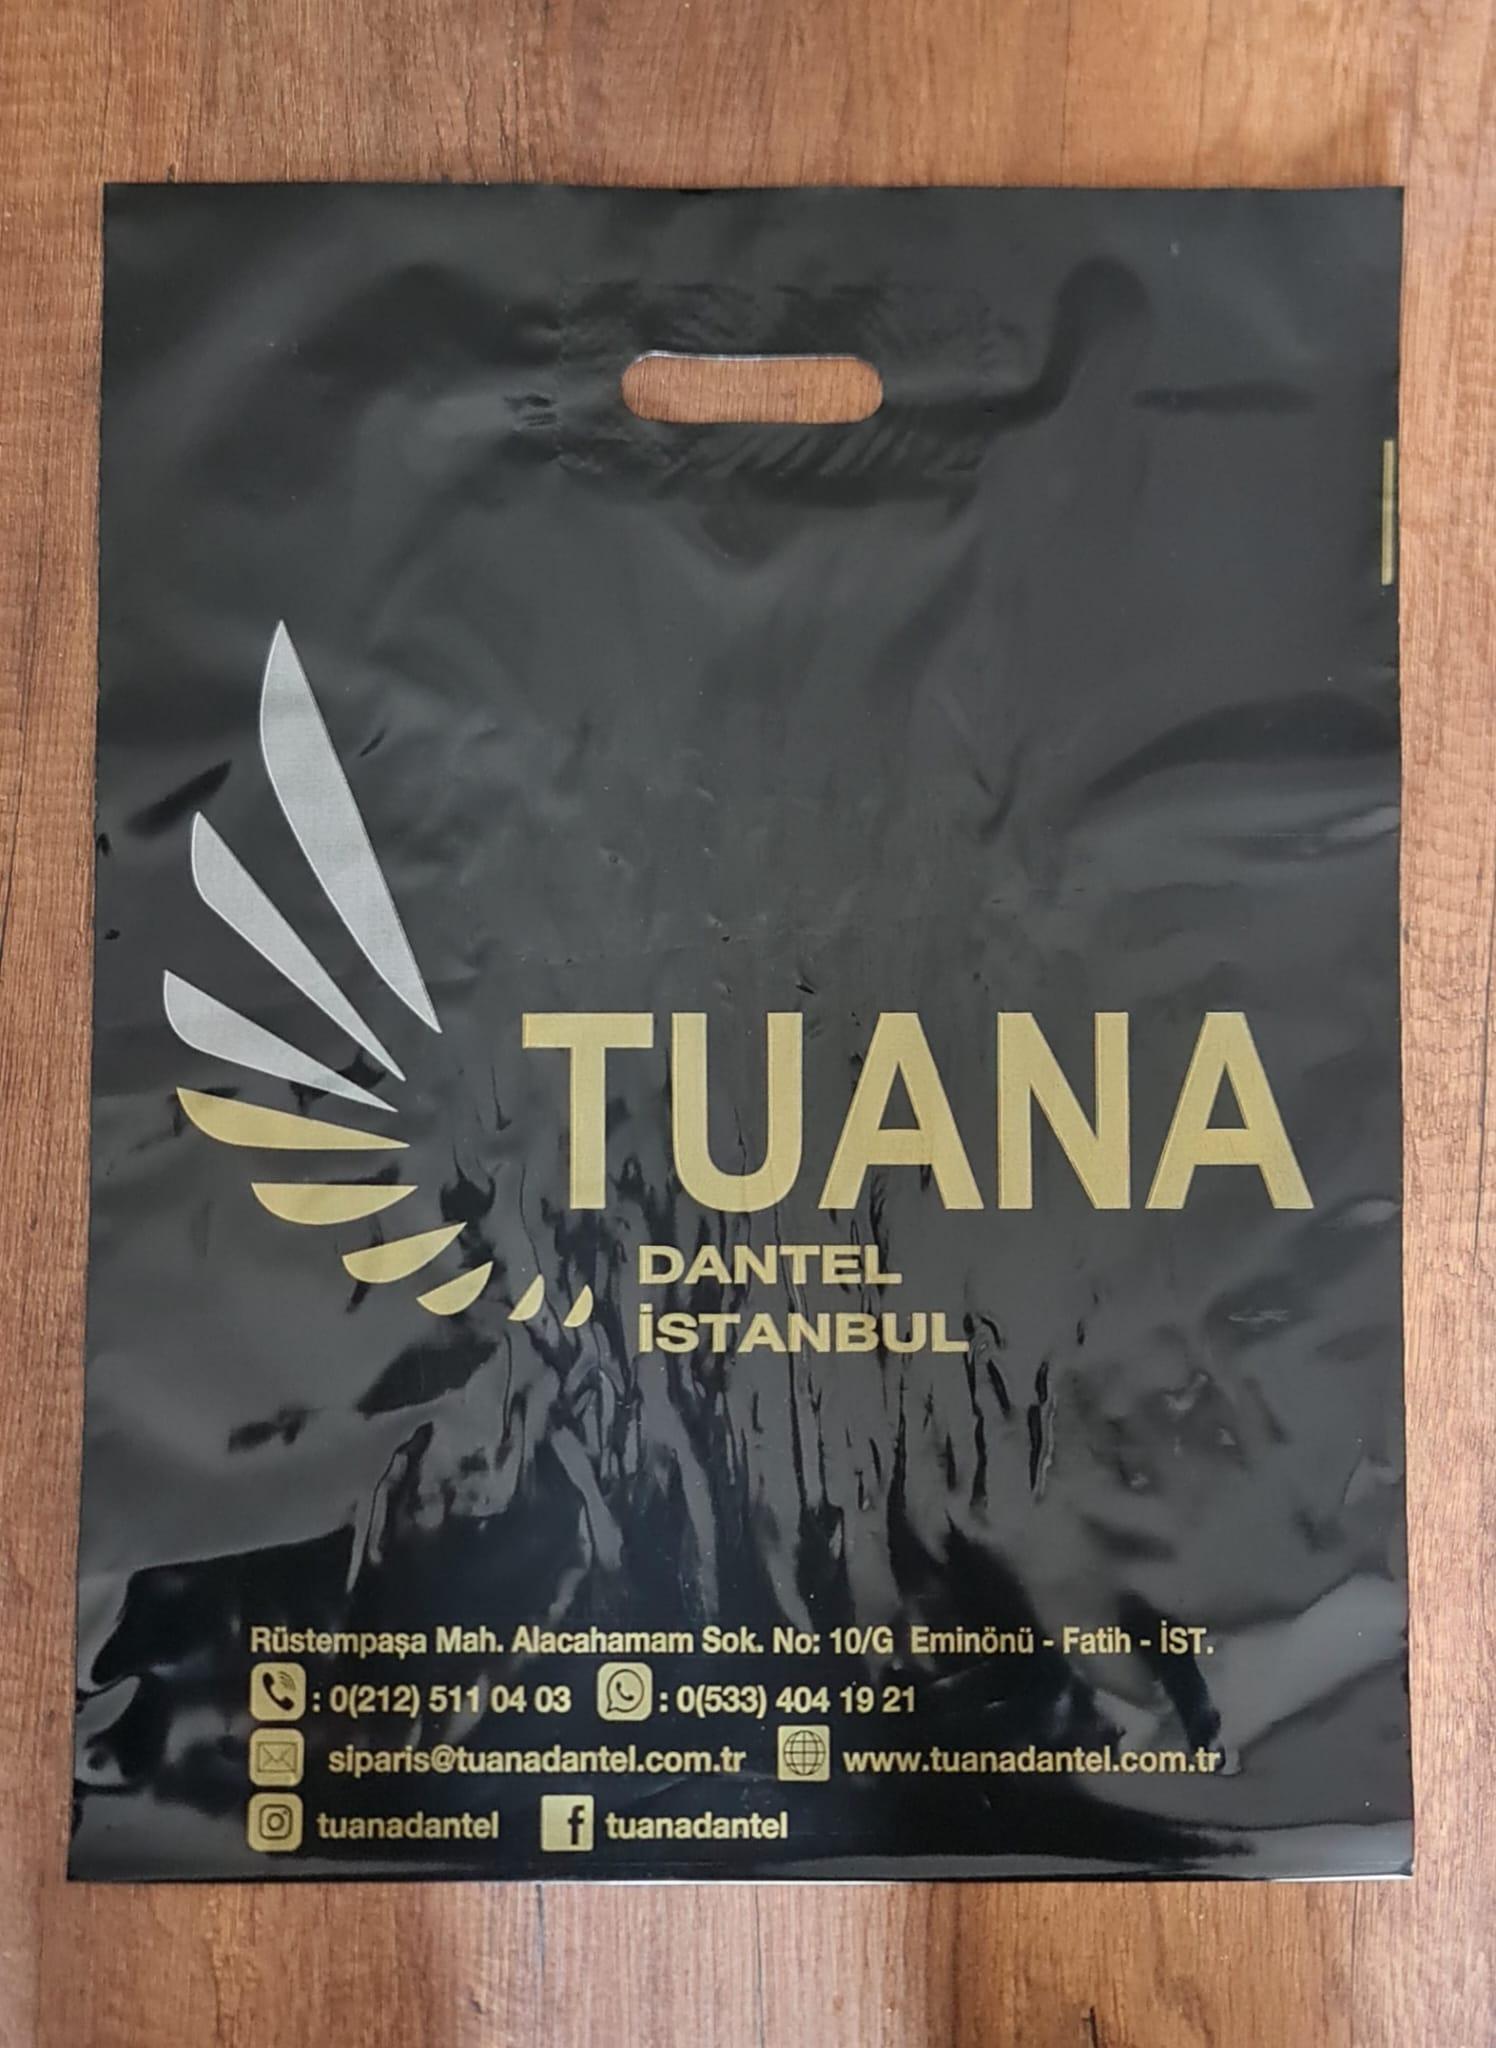 TUANA
DANTEL
İSTANBUL
Rüstempaşa Mah. Alacahamam Sok. No: 10/G Eminönü - Fatih - İST.
: 0(212) 511 04 03 : 0(533) 404 19 21
siparis@tuanadantel.com.tr www.tuanadantel.com.tr
tuanadantel f tuanadantel